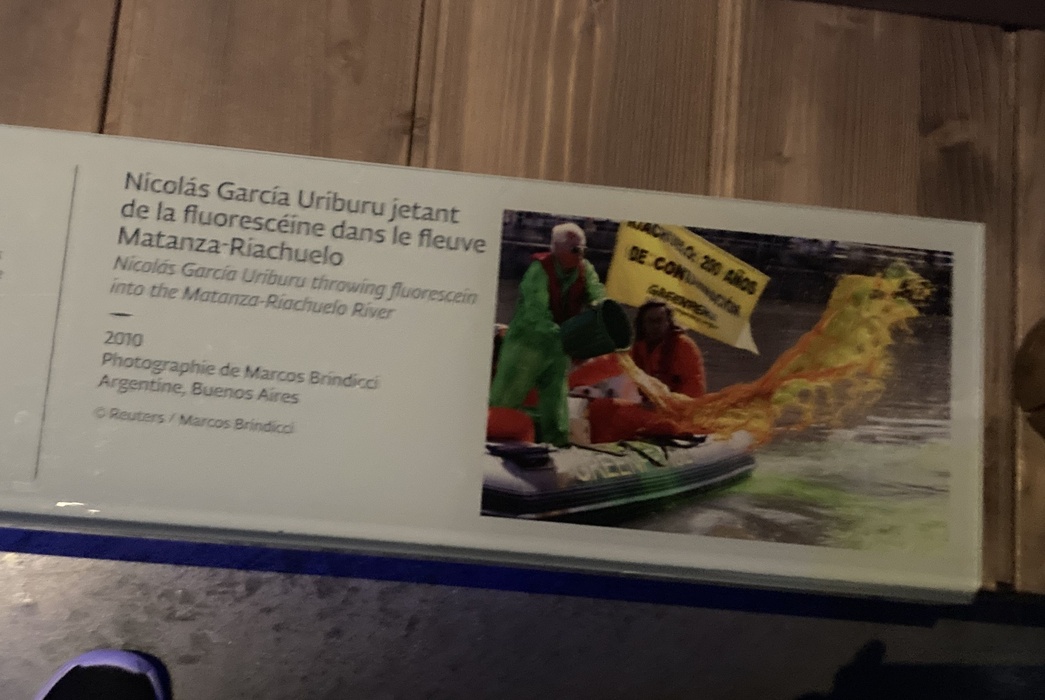 Nicolás García Uriburu jetant
de la fluorescéine dans le fleuve
Matanza-Riachuelo
Nicolás García Uriburu throwing fluorescein
into the Matanza-Riachuelo River
2010
Photographie de Marcos Brindicci
Argentine, Buenos Aires
© Reuters / Marcos Brindicci
RIACHUELO: 200 AÑOS
DE CONTAMINACIÓN
GREENPEACE
GREENPEACE